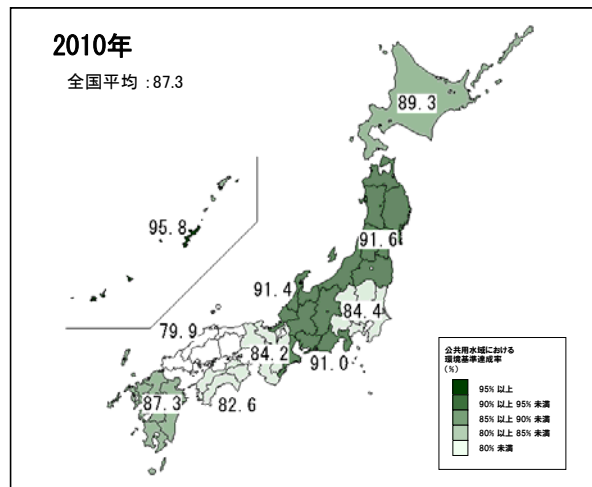 2010年
全国平均 :87.3
89.3
95.8
91.6
91.4
84.4
79.9
84.2
91.0
87.3
82.6
公共用水域における
環境基準達成率
(%)
95% 以上
90% 以上 95% 未満
85% 以上 90% 未満
80% 以上 85% 未満
80% 未満